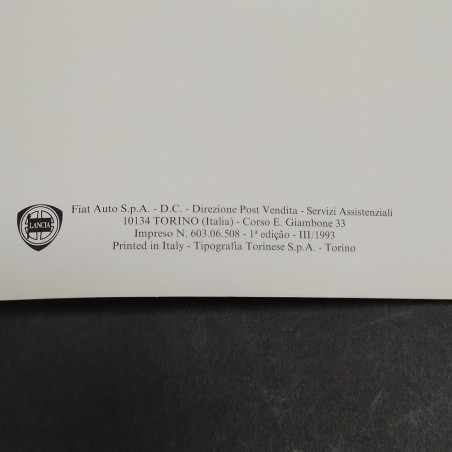 LANCIA
Fiat Auto S.p.A. - D.C. - Direzione Post Vendita - Servizi Assistenziali
10134 TORINO (Italia) - Corso E. Giambone 33
Impreso N. 603.06.508 - 1ª edição - III/1993
Printed in Italy - Tipografia Torinese S.p.A. - Torino